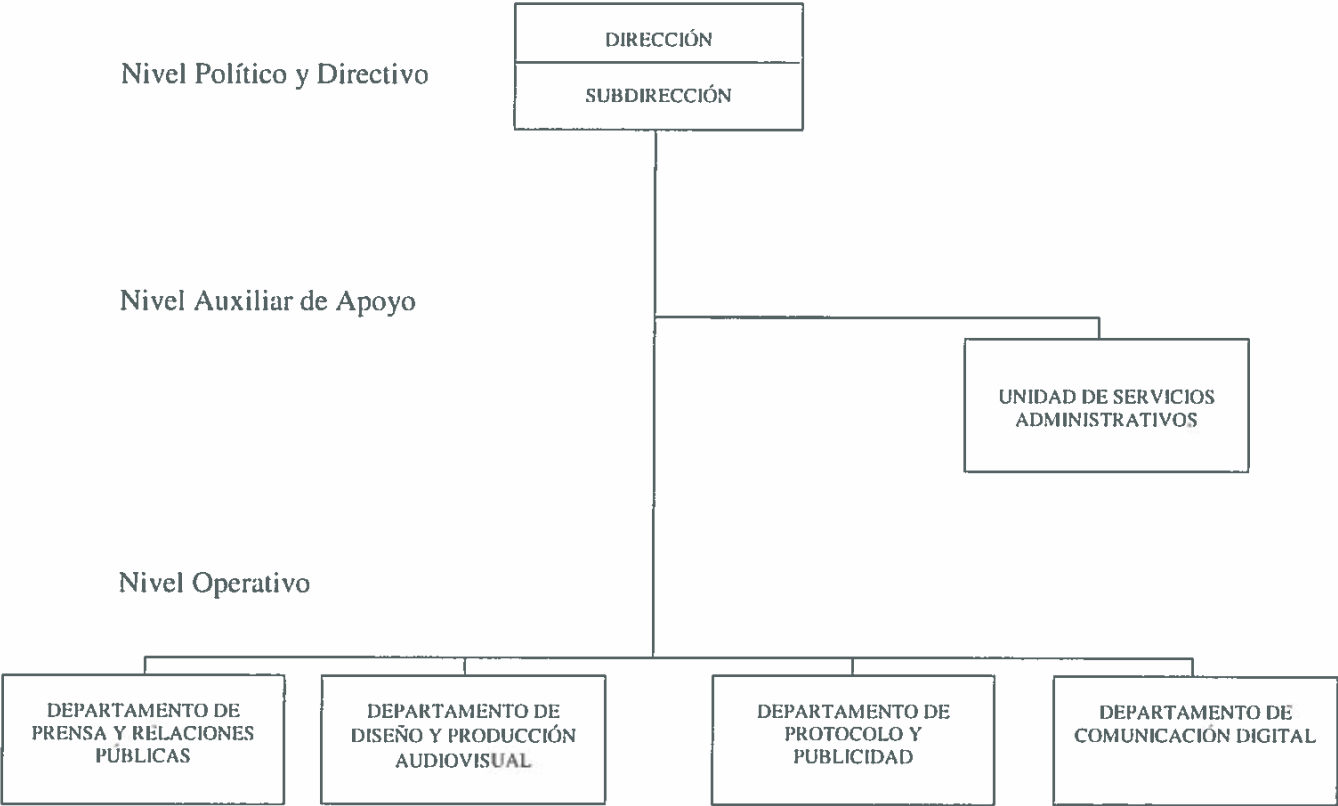 DIRECCIÓN
Nivel Político y Directivo
SUBDIRECCIÓN
Nivel Auxiliar de Apoyo
UNIDAD DE SERVICIOS
ADMINISTRATIVOS
Nivel Operativo
DEPARTAMENTO DE
PRENSA Y RELACIONES
PÚBLICAS
DEPARTAMENTO DE
DISEÑO Y PRODUCCIÓN
AUDIOVISUAL
DEPARTAMENTO DE
PROTOCOLO Y
PUBLICIDAD
DEPARTAMENTO DE
COMUNICACIÓN DIGITAL